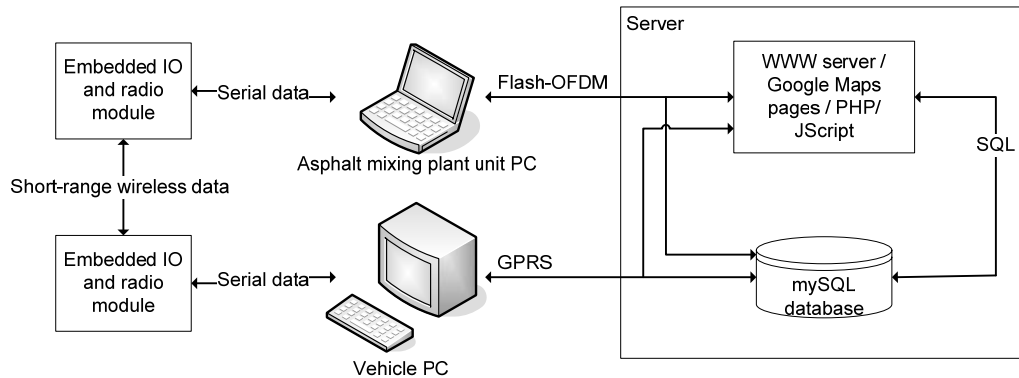 Server
Embedded IO
and radio
module
Serial data
Flash-OFDM
WWW server /
Google Maps
pages / PHP/
JScript
SQL
Asphalt mixing plant unit PC
Short-range wireless data
Embedded IO
and radio
module
Serial data
GPRS
mySQL
database
Vehicle PC